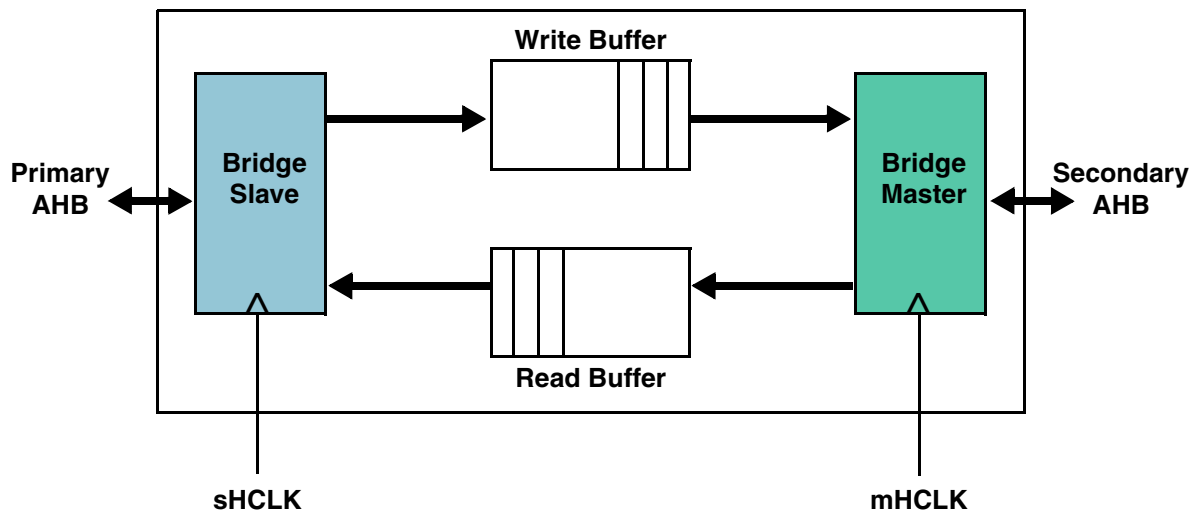 Write Buffer
Bridge
Slave
Bridge
Master
Primary
AHB
Secondary
AHB
Read Buffer
sHCLK
mHCLK